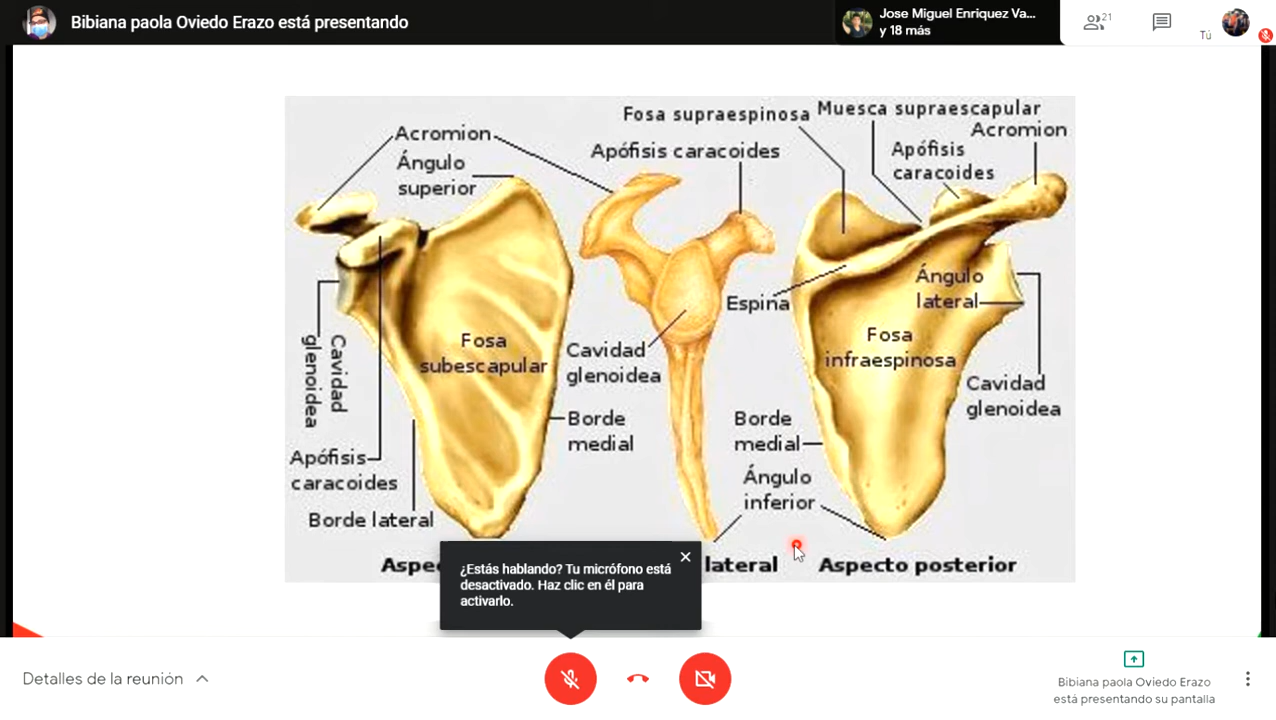 Bibiana paola Oviedo Erazo está presentando
Jose Miguel Enriquez Va...
y 18 más
21
Tú
Fosa supraespinosa
Muesca supraescapular
Acromion
Acromion
Ángulo
superior
Apófisis caracoides
Apófisis
caracoides
Ángulo
lateral
Espina
Fosa
subescapular
Fosa
infraespinosa
Cavidad
glenoidea
Cavidad
glenoidea
Cavidad
glenoidea
Borde
medial
Borde
medial
Apófisis
caracoides
Ángulo
inferior
Borde lateral
lateral
Aspecto posterior
¿Estás hablando? Tu micrófono está
desactivado. Haz clic en él para
activarlo.
Detalles de la reunión
Bibiana paola Oviedo Erazo
está presentando su pantalla